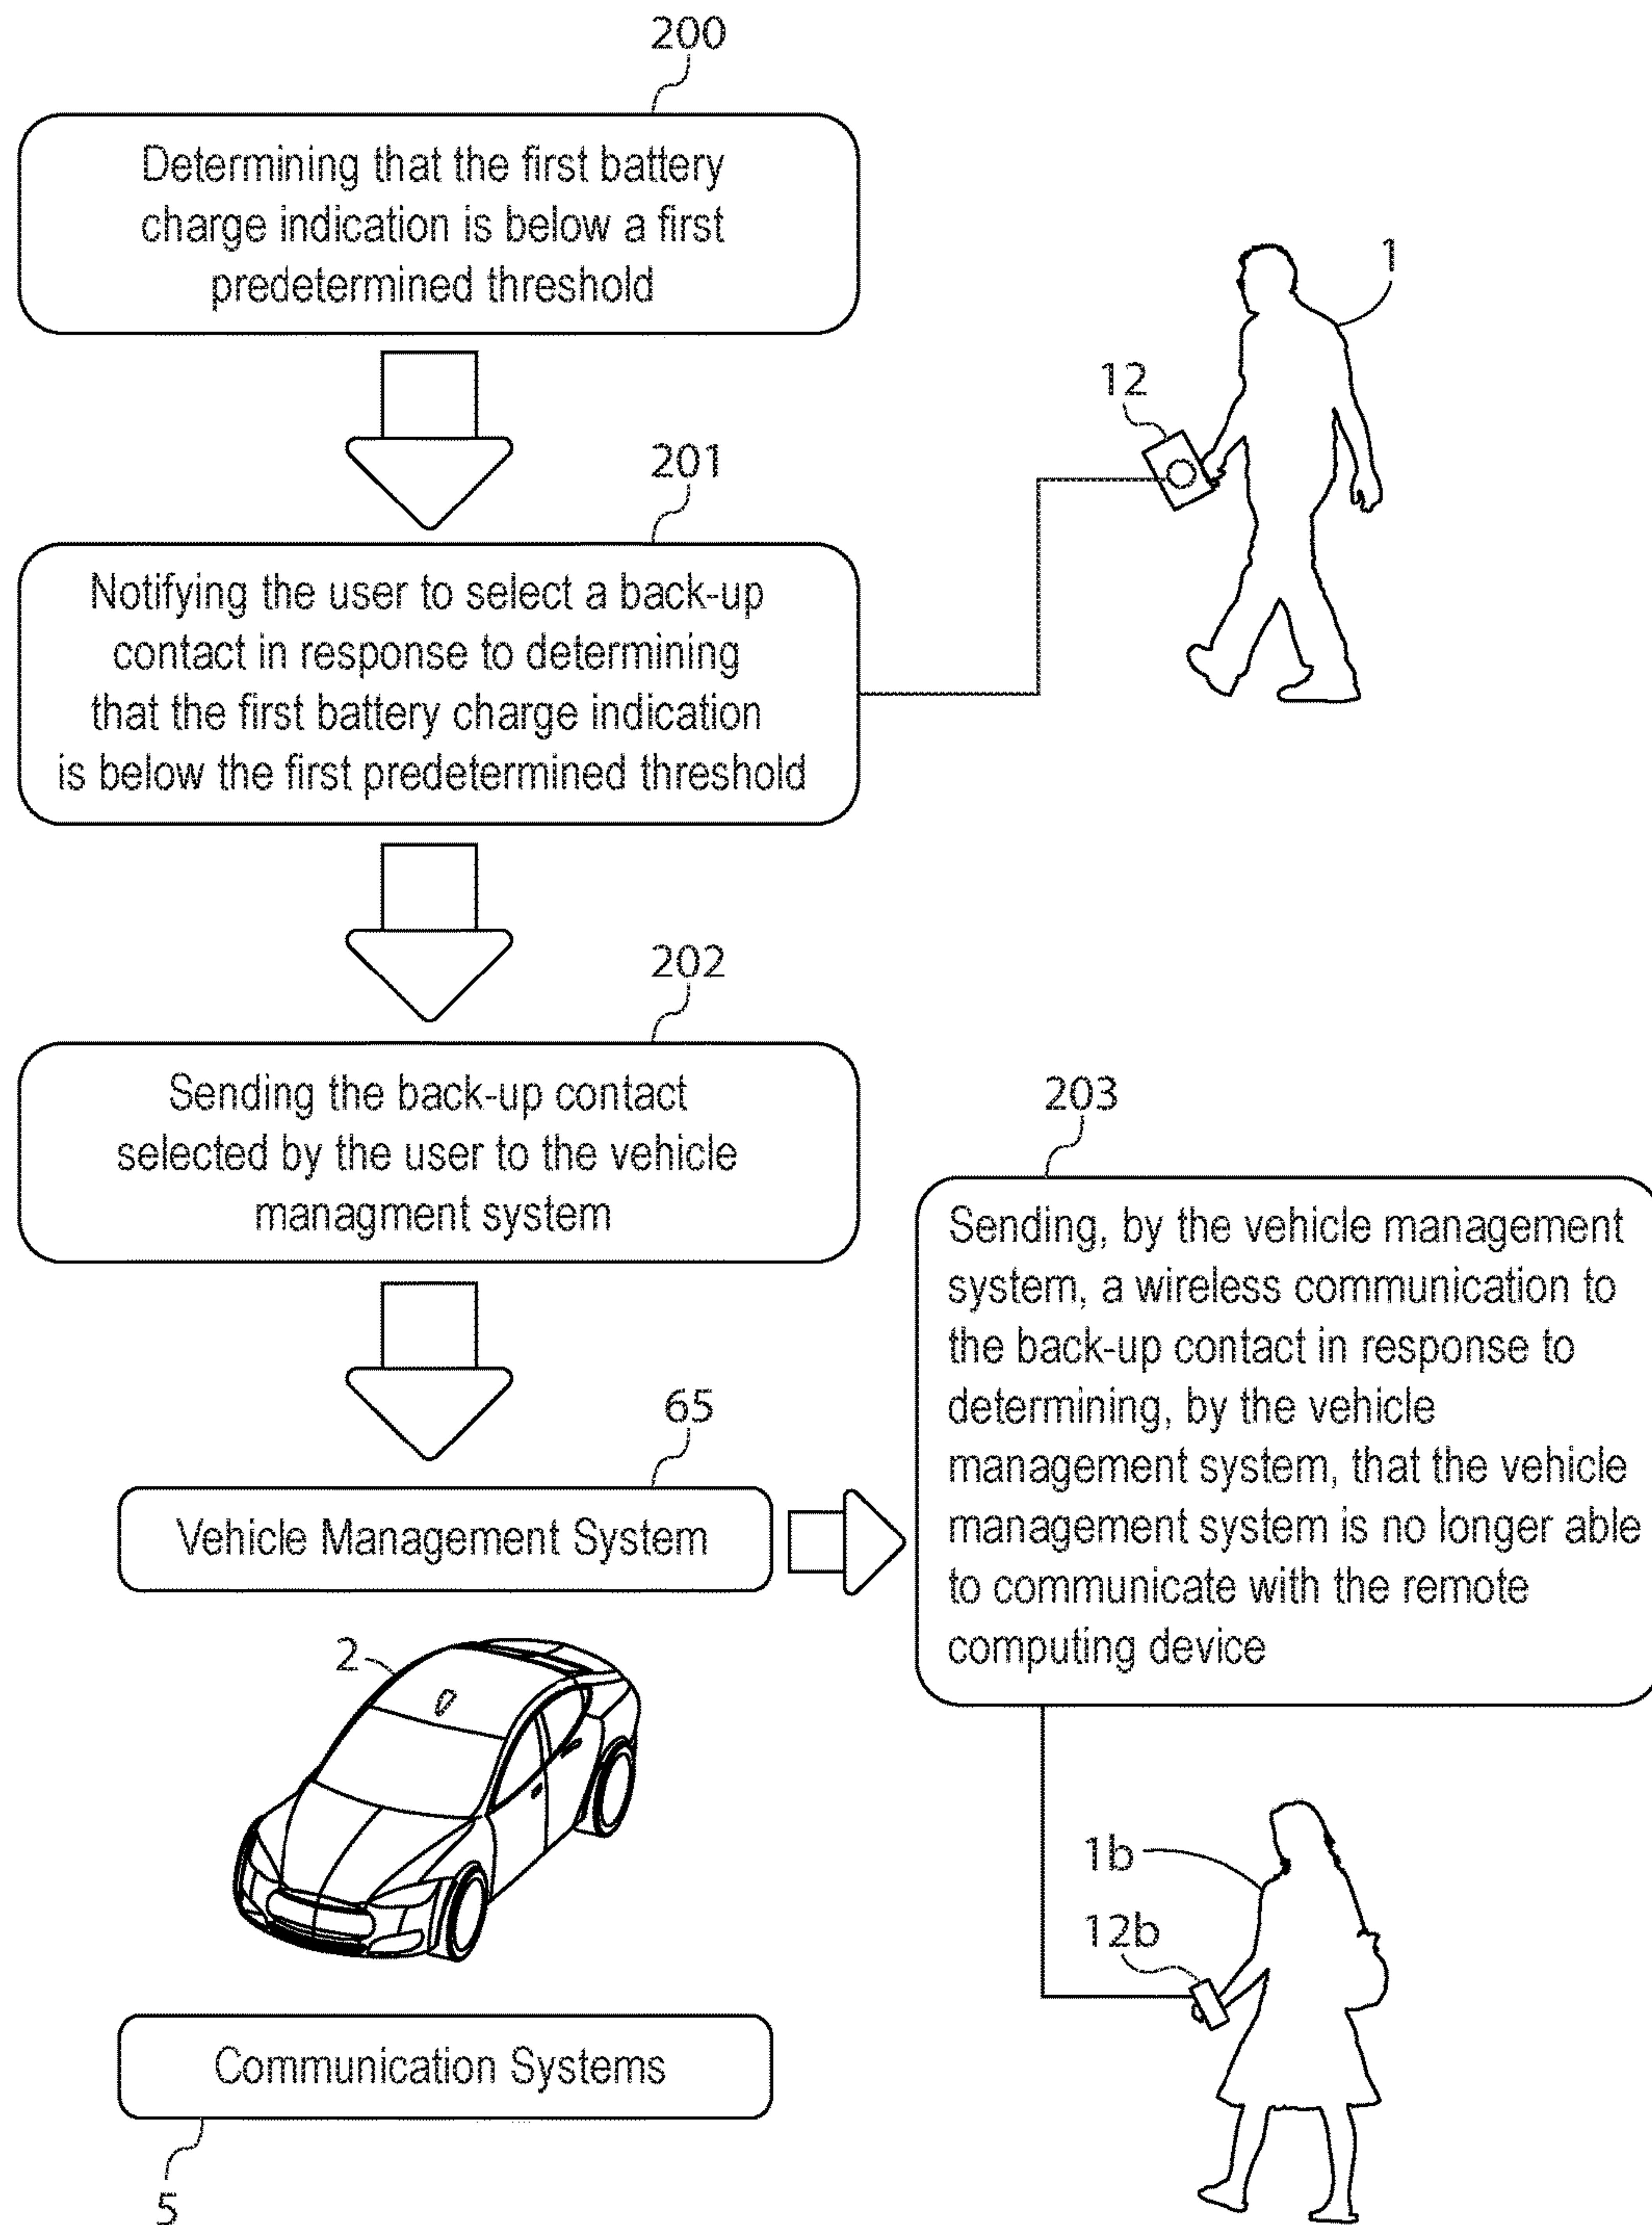 200
Determining that the first battery
charge indication is below a first
predetermined threshold
1
12
201
Notifying the user to select a back-up
contact in response to determining
that the first battery charge indication
is below the first predetermined threshold
202
Sending the back-up contact
selected by the user to the vehicle
managment system
203
Sending, by the vehicle management
system, a wireless communication to
the back-up contact in response to
determining, by the vehicle
management system, that the vehicle
management system is no longer able
to communicate with the remote
computing device
65
Vehicle Management System
2
1b
12b
Communication Systems
5